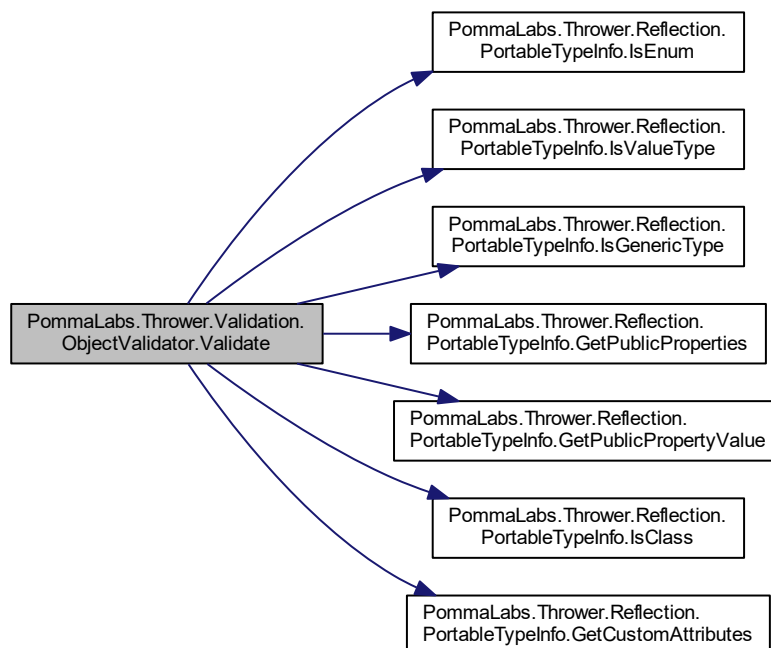 PommaLabs.Thrower.Reflection.
PortableTypeInfo.IsEnum
PommaLabs.Thrower.Reflection.
PortableTypeInfo.IsValueType
PommaLabs.Thrower.Reflection.
PortableTypeInfo.IsGenericType
PommaLabs.Thrower.Validation.
ObjectValidator.Validate
PommaLabs.Thrower.Reflection.
PortableTypeInfo.GetPublicProperties
PommaLabs.Thrower.Reflection.
PortableTypeInfo.GetPublicPropertyValue
PommaLabs.Thrower.Reflection.
PortableTypeInfo.IsClass
PommaLabs.Thrower.Reflection.
PortableTypeInfo.GetCustomAttributes